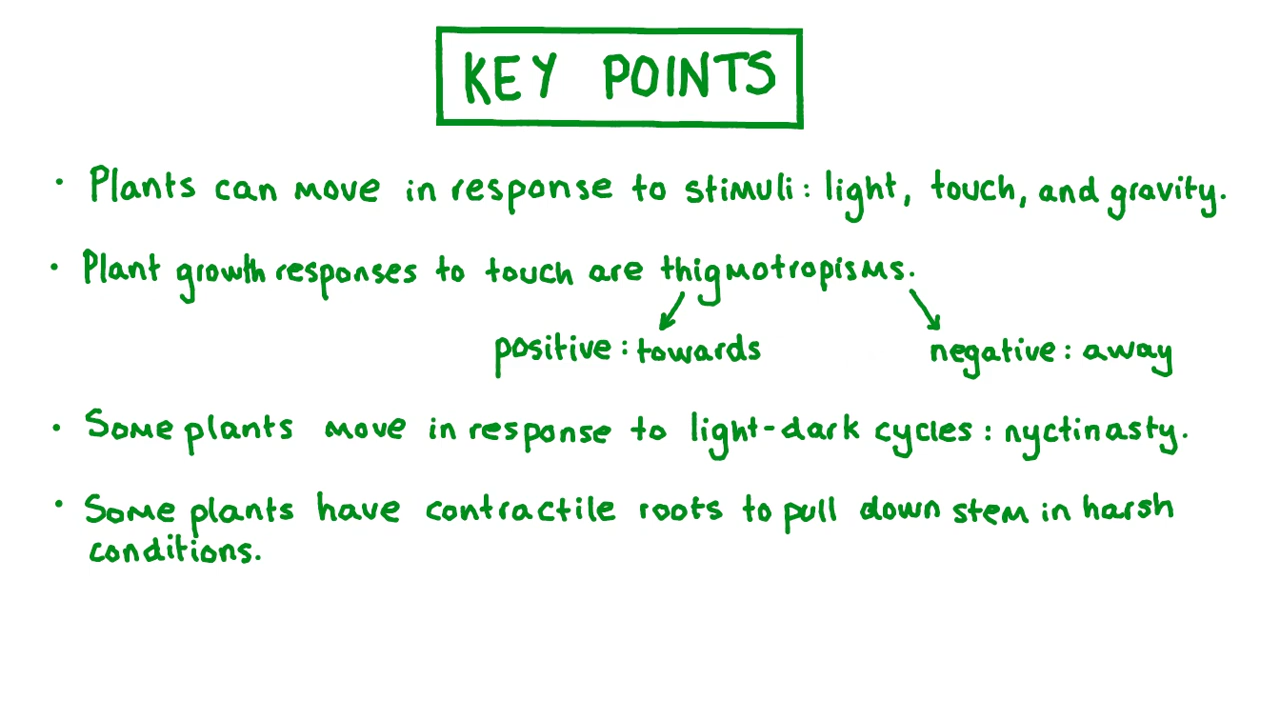 KEY POINTS
• Plants can move in response to stimuli: light, touch, and gravity.
• Plant growth responses to touch are thigmotropisms.
positive: towards negative: away
• Some plants move in response to light-dark cycles: nyctinasty.
• Some plants have contractile roots to pull down stem in harsh
conditions.